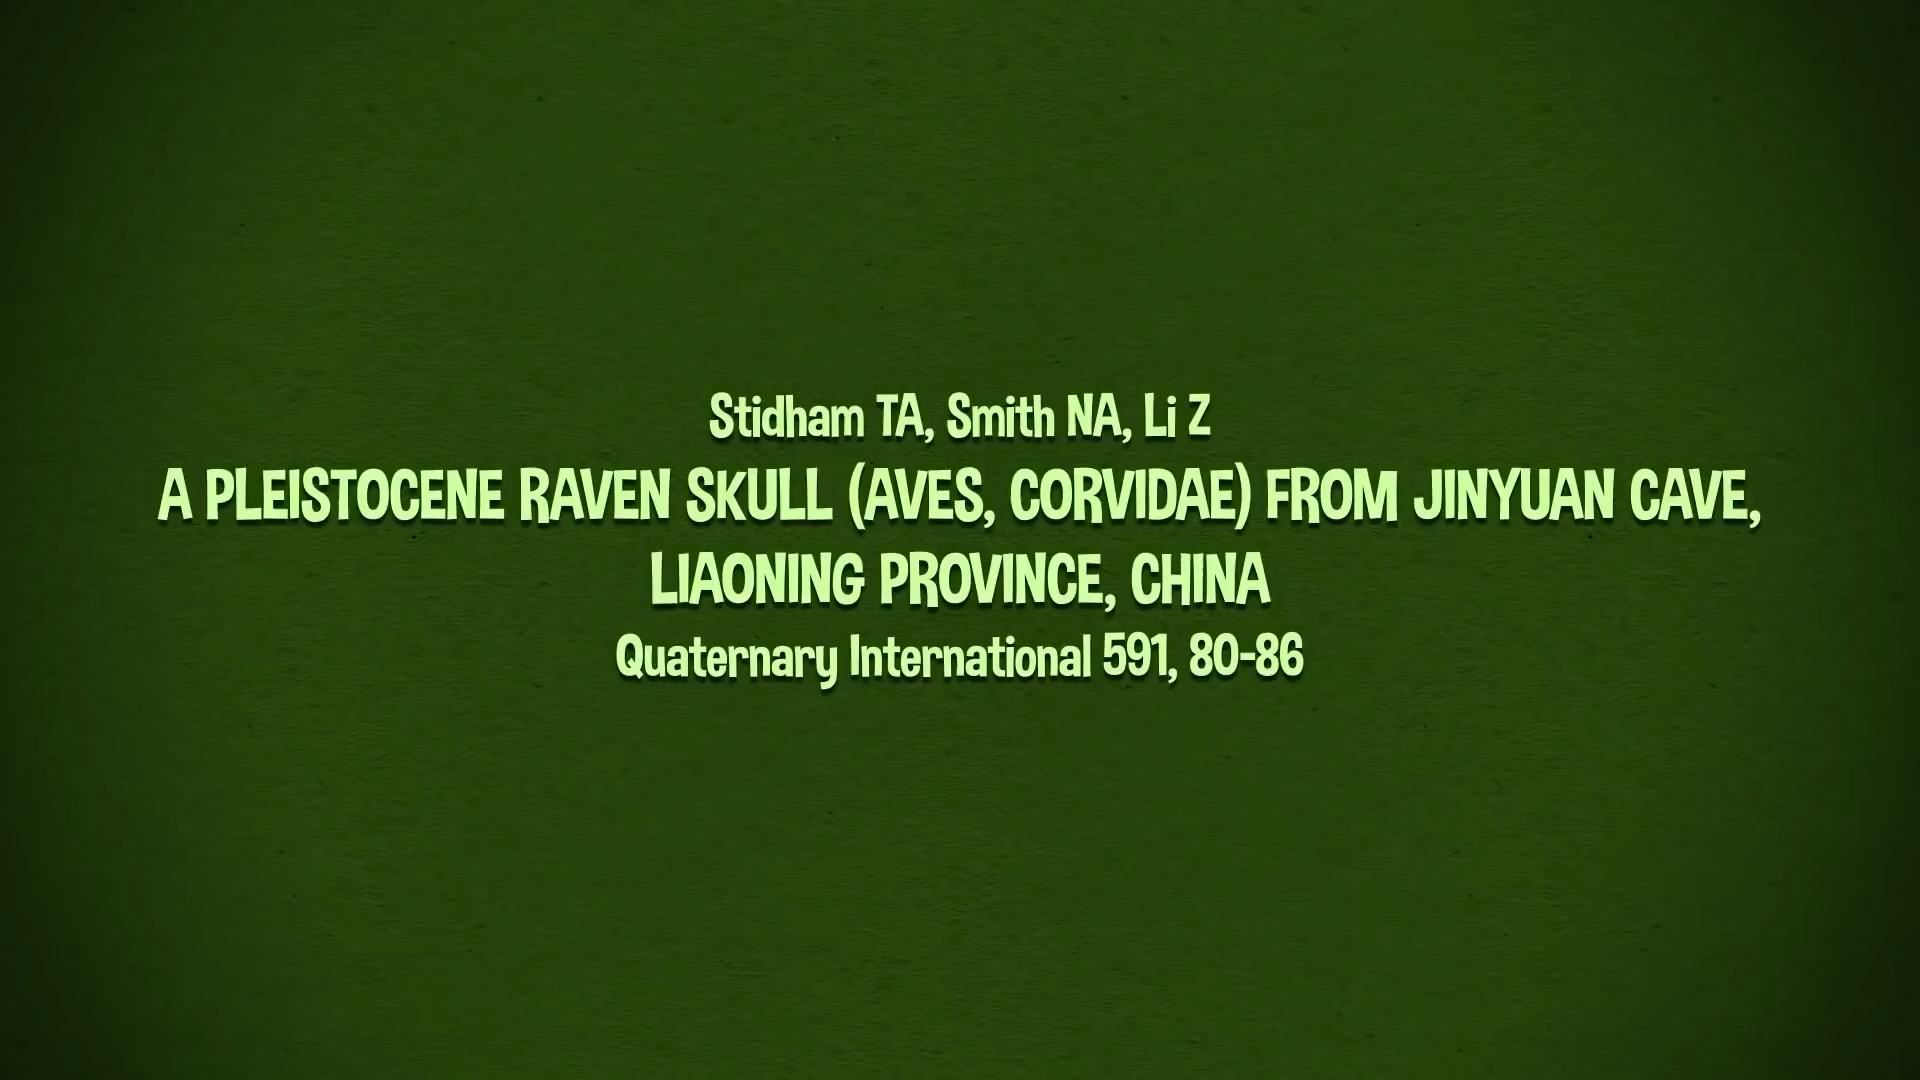 Stidham TA, Smith NA, Li Z
A PLEISTOCENE RAVEN SKULL (AVES, CORVIDAE) FROM JINYUAN CAVE,
LIAONING PROVINCE, CHINA
Quaternary International 591, 80-86